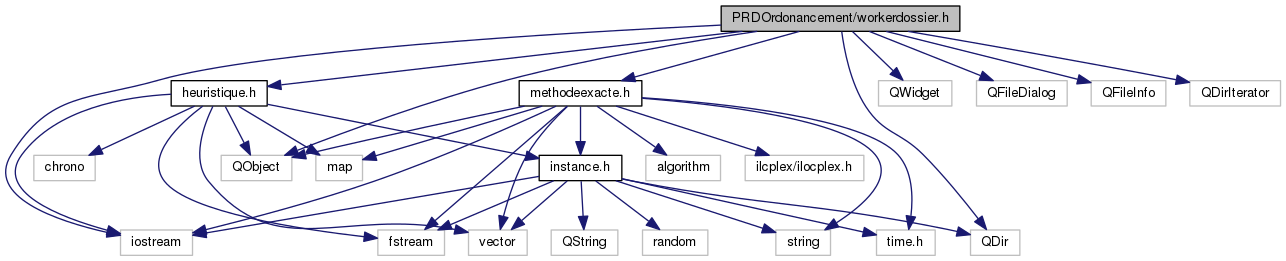 PRDOrdonancement/workerdossier.h
heuristique.h
methodeexacte.h
QWidget
QFileDialog
QFileInfo
QDirIterator
chrono
QObject
map
instance.h
algorithm
ilcplex/ilocplex.h
iostream
fstream
vector
QString
random
string
time.h
QDir